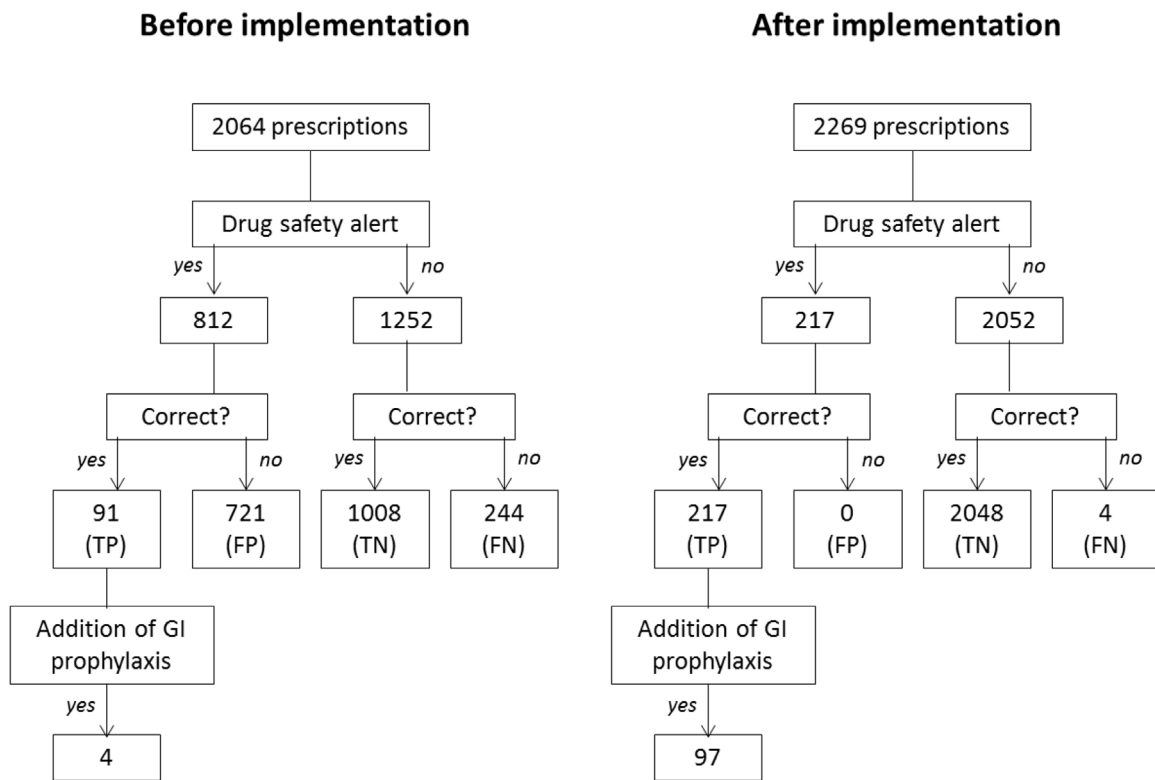 Before implementation
2064 prescriptions
Drug safety alert
yes
no
812
1252
Correct?
Correct?
yes
no
yes
no
91
(TP)
721
(FP)
1008
(TN)
244
(FN)
Addition of GI
prophylaxis
yes
4
After implementation
2269 prescriptions
Drug safety alert
yes
no
217
2052
Correct?
Correct?
yes
no
yes
no
217
(TP)
0
(FP)
2048
(TN)
4
(FN)
Addition of GI
prophylaxis
yes
97